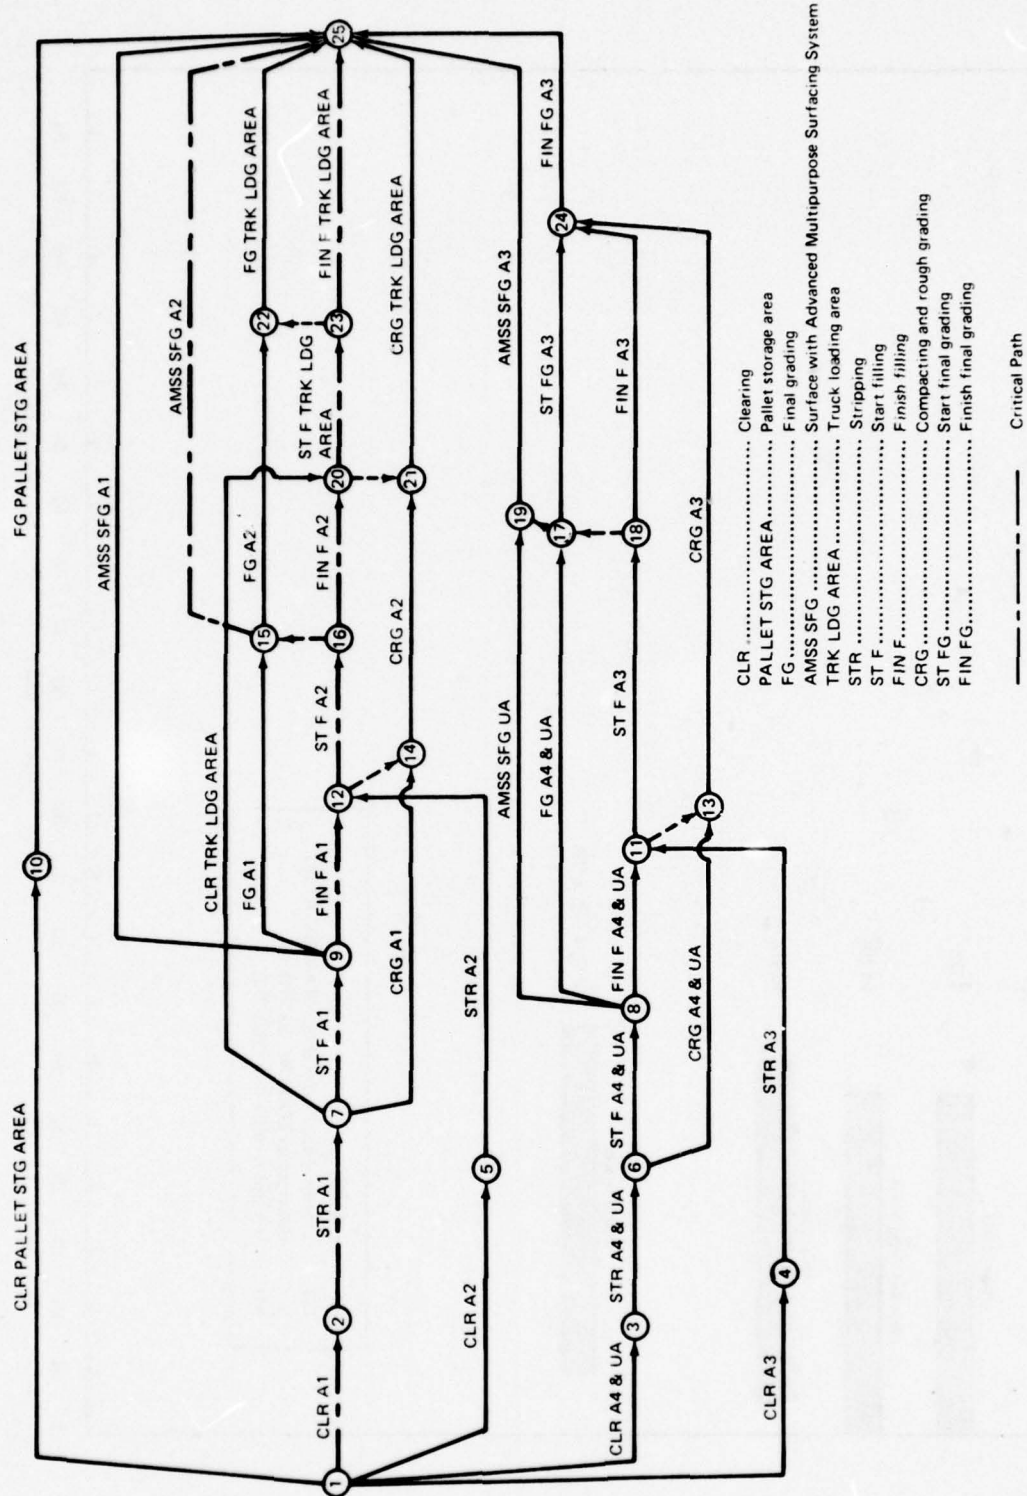 FG PALLET STG AREA
CLR PALLET STG AREA
10
AMSS SFG A1
AMSS SFG A2
CLR TRK LDG AREA
FG A1
FG A2
FG TRK LDG AREA
15
22
25
1
CLR A1
2
STR A1
7
ST F A1
9
FIN F A1
12
ST F A2
16
FIN F A2
20
ST F TRK LDG
AREA
23
FIN F TRK LDG AREA
CRG A1
14
CRG A2
21
CRG TRK LDG AREA
CLR A2
5
STR A2
AMSS SFG UA
19
AMSS SFG A3
FG A4 & UA
17
ST FG A3
24
FIN FG A3
CLR A4 & UA
3
STR A4 & UA
6
ST F A4 & UA
8
FIN F A4 & UA
11
ST F A3
18
FIN F A3
CRG A4 & UA
13
CRG A3
CLR A3
4
STR A3
CLR ........................ Clearing
PALLET STG AREA........ Pallet storage area
FG............................ Final grading
AMSS SFG ................... Surface with Advanced Multipurpose Surfacing System
TRK LDG AREA............. Truck loading area
STR .......................... Stripping
ST F.......................... Start filling
FIN F......................... Finish filling
CRG.......................... Compacting and rough grading
ST FG........................ Start final grading
FIN FG....................... Finish final grading
Critical Path